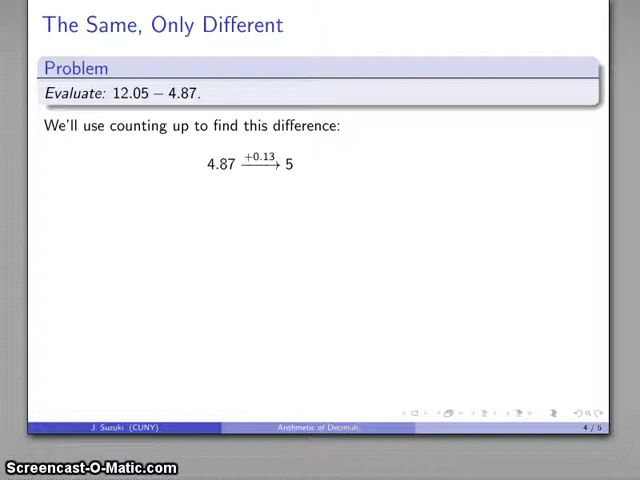 The Same, Only Different
Problem
Evaluate: 12.05 − 4.87.
We'll use counting up to find this difference:
4.87 +0.13⟶ 5
J. Suzuki (CUNY) Arithmetic of Decimals 4 / 5
Screencast-O-Matic.com